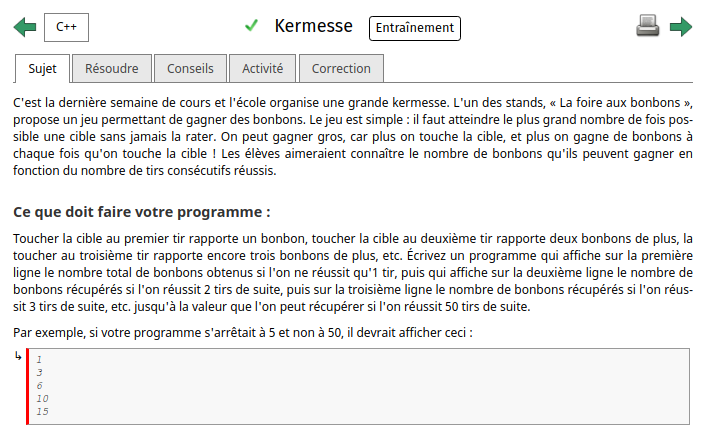 C++
Kermesse
Entraînement
Sujet Résoudre Conseils Activité Correction
C'est la dernière semaine de cours et l'école organise une grande kermesse. L'un des stands, « La foire aux bonbons »,
propose un jeu permettant de gagner des bonbons. Le jeu est simple : il faut atteindre le plus grand nombre de fois pos-
sible une cible sans jamais la rater. On peut gagner gros, car plus on touche la cible, et plus on gagne de bonbons à
chaque fois qu'on touche la cible ! Les élèves aimeraient connaître le nombre de bonbons qu'ils peuvent gagner en
fonction du nombre de tirs consécutifs réussis.
Ce que doit faire votre programme :
Toucher la cible au premier tir rapporte un bonbon, toucher la cible au deuxième tir rapporte deux bonbons de plus, la
toucher au troisième tir rapporte encore trois bonbons de plus, etc. Écrivez un programme qui affiche sur la première
ligne le nombre total de bonbons obtenus si l'on ne réussit qu'1 tir, puis qui affiche sur la deuxième ligne le nombre de
bonbons récupérés si l'on réussit 2 tirs de suite, puis sur la troisième ligne le nombre de bonbons récupérés si l'on réus-
sit 3 tirs de suite, etc. jusqu'à la valeur que l'on peut récupérer si l'on réussit 50 tirs de suite.
Par exemple, si votre programme s'arrêtait à 5 et non à 50, il devrait afficher ceci :
1
3
6
10
15